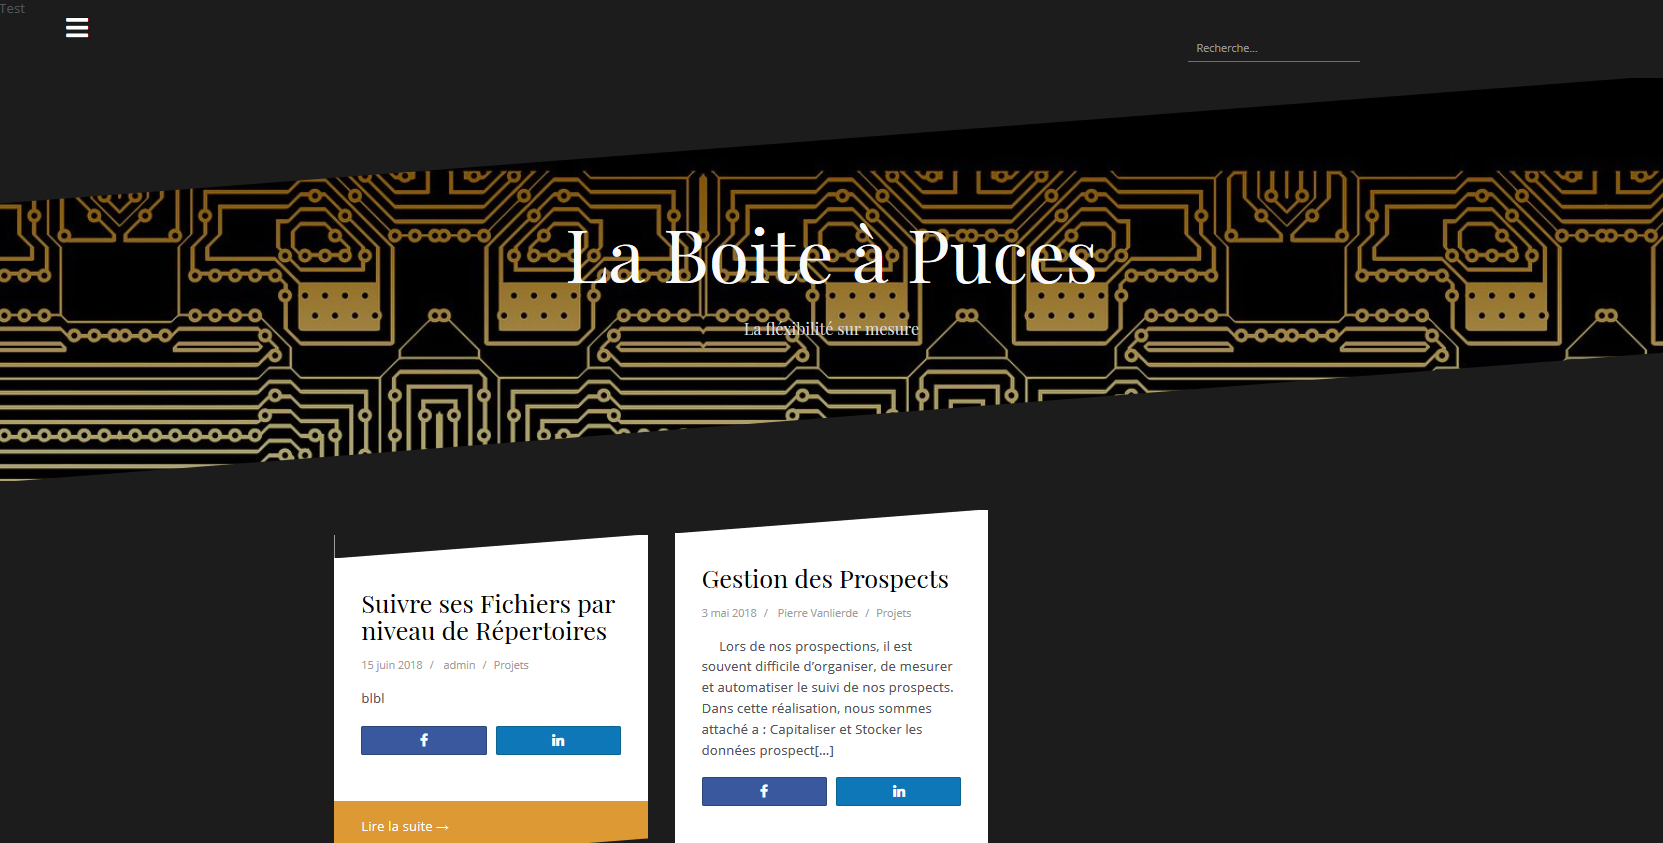 Test
Recherche...
La Boite à Puces
La fléxibilité sur mesure
Suivre ses Fichiers par
niveau de Répertoires
15 juin 2018 / admin / Projets
blbl
Lire la suite →
Gestion des Prospects
3 mai 2018 / Pierre Vanlierde / Projets
Lors de nos prospections, il est
souvent difficile d'organiser, de mesurer
et automatiser le suivi de nos prospects.
Dans cette réalisation, nous sommes
attaché a : Capitaliser et Stocker les
données prospect[...]